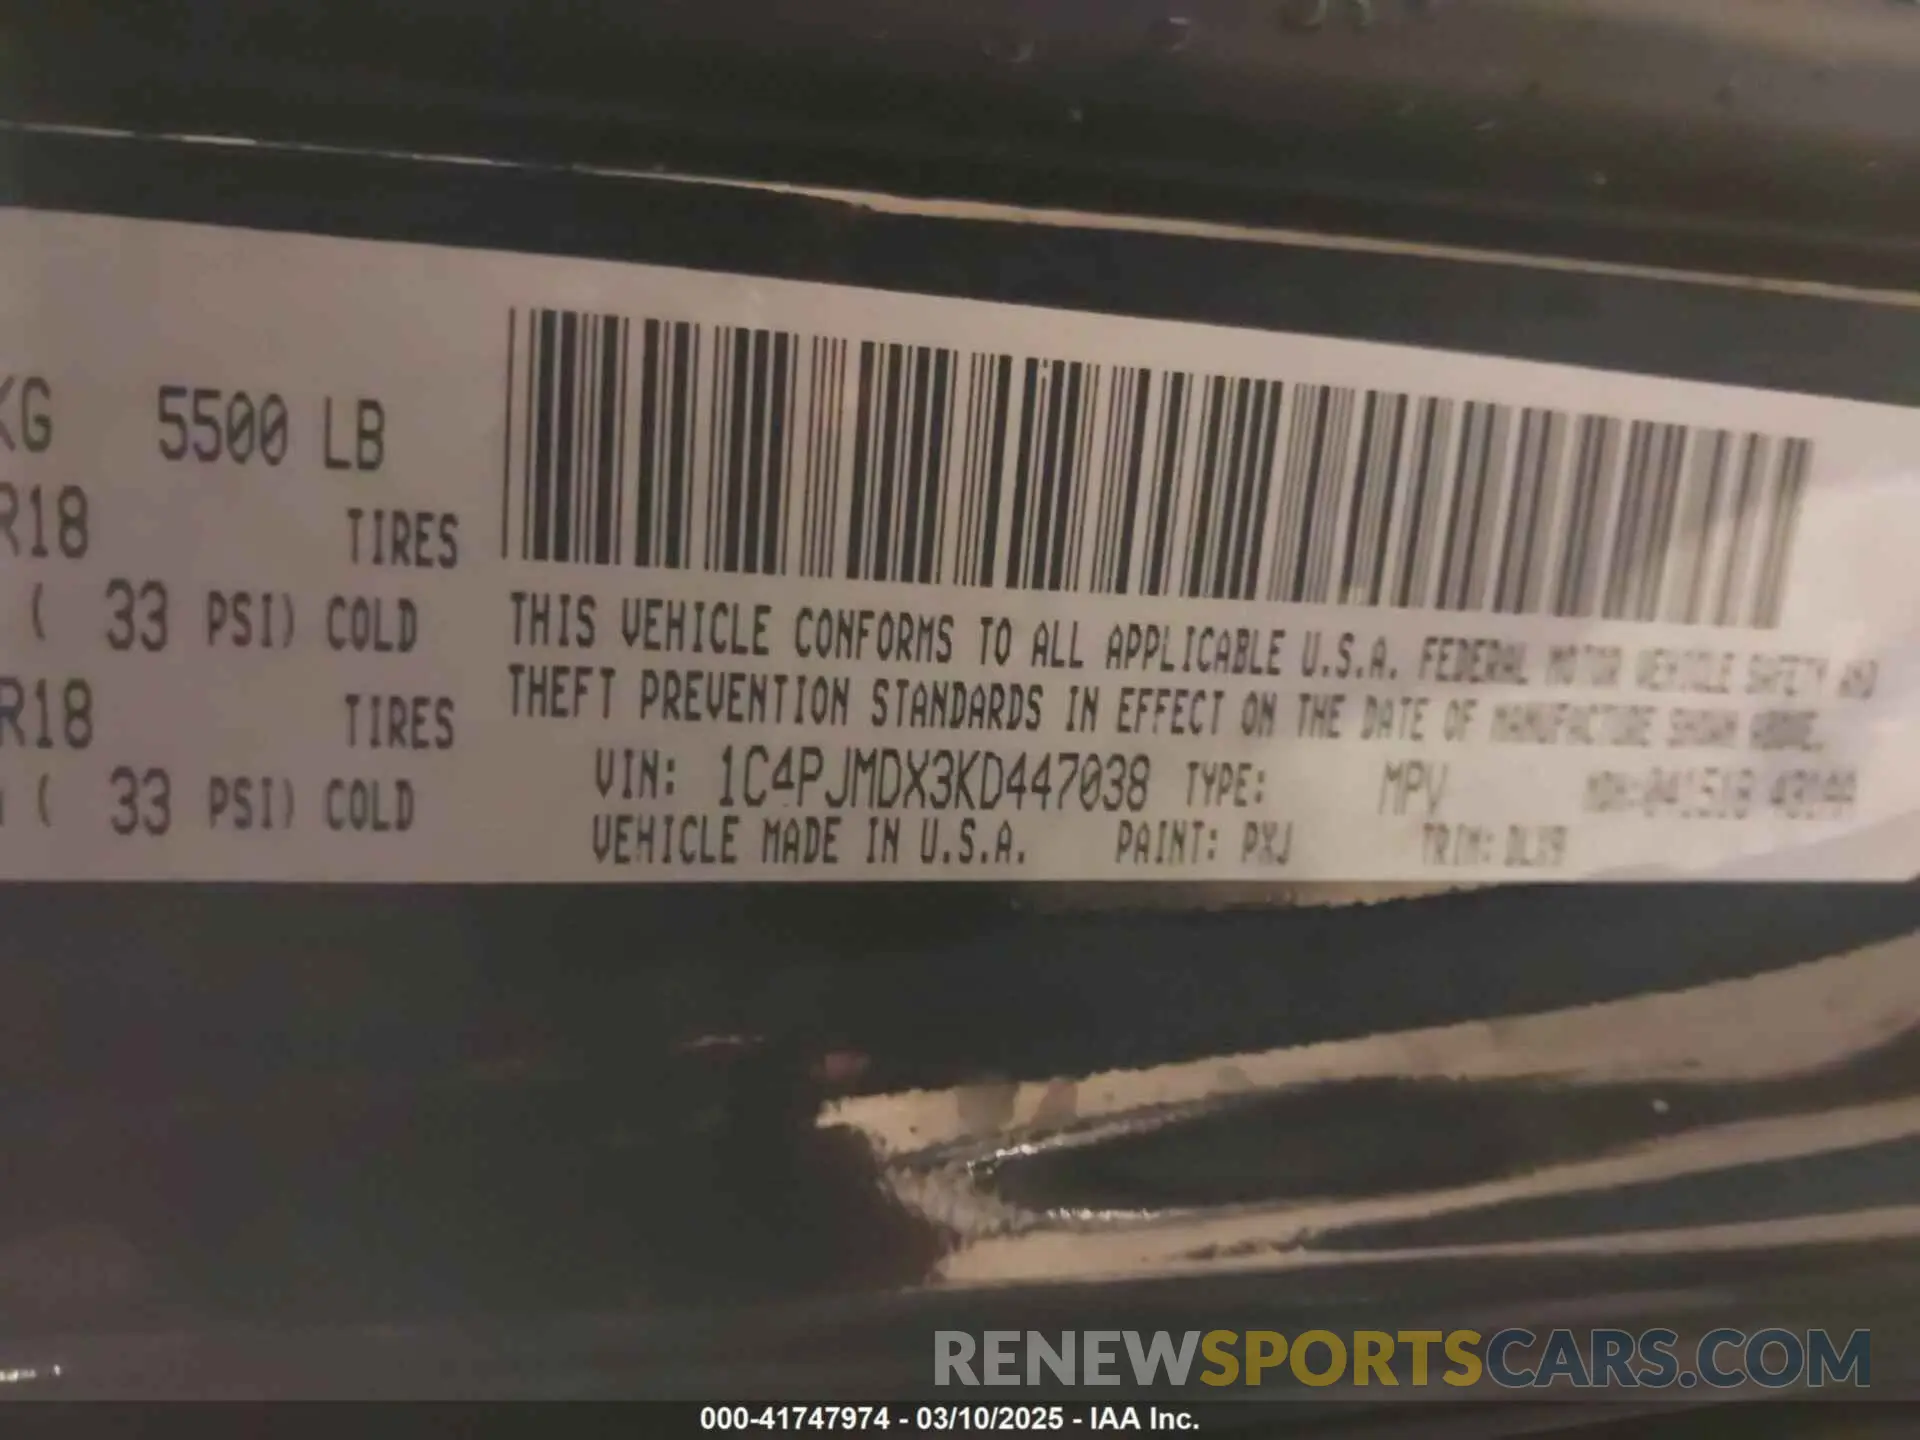 KG 5500 LB
R18 TIRES
( 33 PSI) COLD
R18 TIRES
( 33 PSI) COLD
THIS VEHICLE CONFORMS TO ALL APPLICABLE U.S.A. FEDERAL MOTOR VEHICLE SAFETY AND
THEFT PREVENTION STANDARDS IN EFFECT ON THE DATE OF MANUFACTURE SHOWN ABOVE.
VIN: 1C4PJMDX3KD447038 TYPE: MPV
VEHICLE MADE IN U.S.A. PAINT: PXJ TRIM: DLX9
RENEWSPORTSCARS.COM
000-41747974 - 03/10/2025 - IAA Inc.